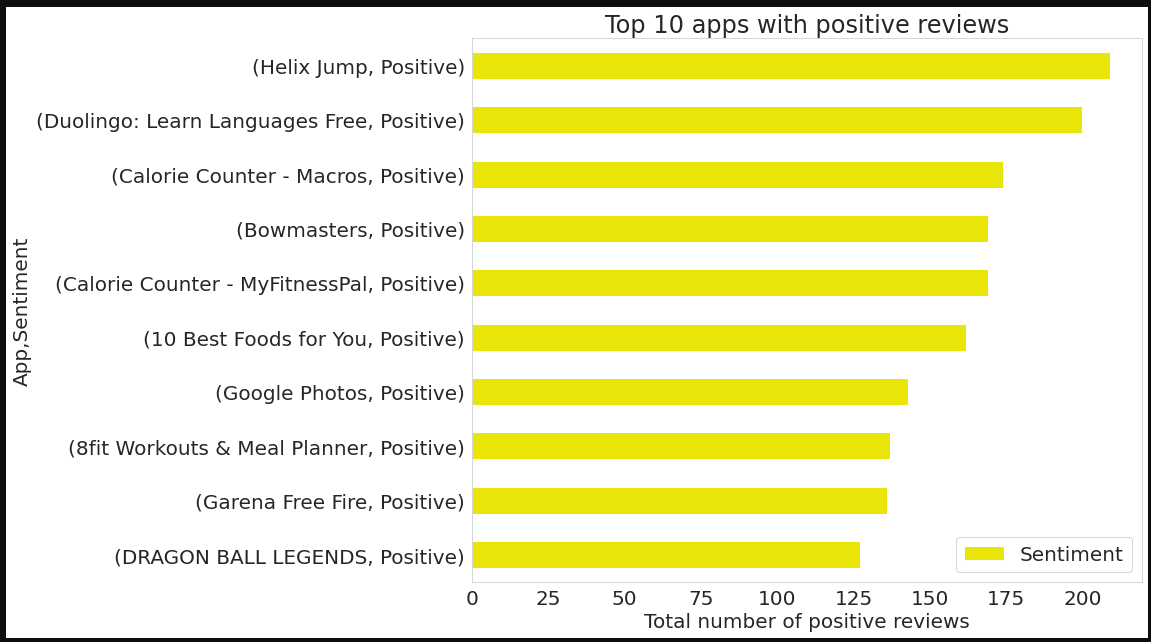 Top 10 apps with positive reviews
(Helix Jump, Positive)
(Duolingo: Learn Languages Free, Positive)
(Calorie Counter - Macros, Positive)
(Bowmasters, Positive)
(Calorie Counter - MyFitnessPal, Positive)
(10 Best Foods for You, Positive)
(Google Photos, Positive)
(8fit Workouts & Meal Planner, Positive)
(Garena Free Fire, Positive)
(DRAGON BALL LEGENDS, Positive)
App,Sentiment
Sentiment
0 25 50 75 100 125 150 175 200
Total number of positive reviews